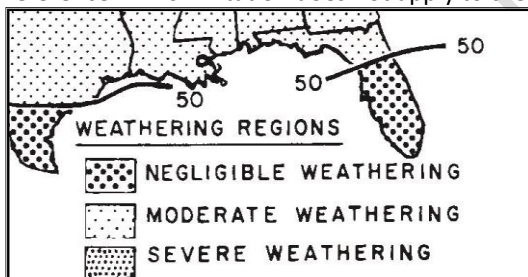 50
50
50
WEATHERING REGIONS
NEGLIGIBLE WEATHERING
MODERATE WEATHERING
SEVERE WEATHERING